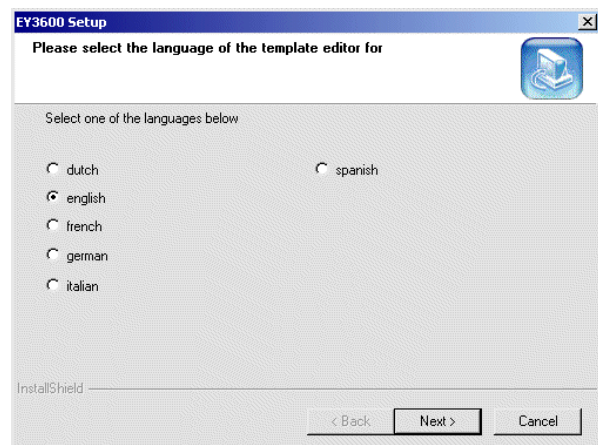 EY3600 Setup
Please select the language of the template editor for
Select one of the languages below
dutch
spanish
english
french
german
italian
InstallShield
< Back
Next >
Cancel